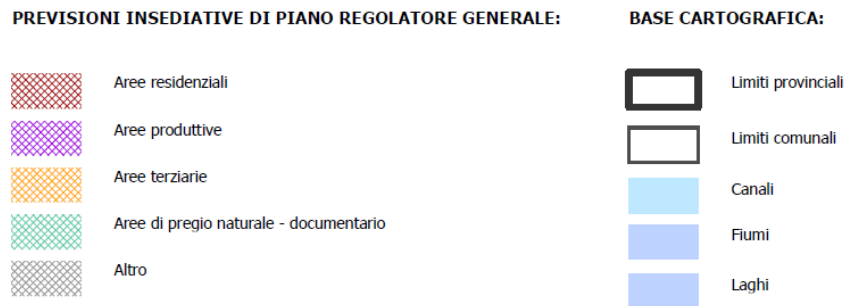 PREVISIONI INSEDIATIVE DI PIANO REGOLATORE GENERALE:
Aree residenziali
Aree produttive
Aree terziarie
Aree di pregio naturale - documentario
Altro
BASE CARTOGRAFICA:
Limiti provinciali
Limiti comunali
Canali
Fiumi
Laghi